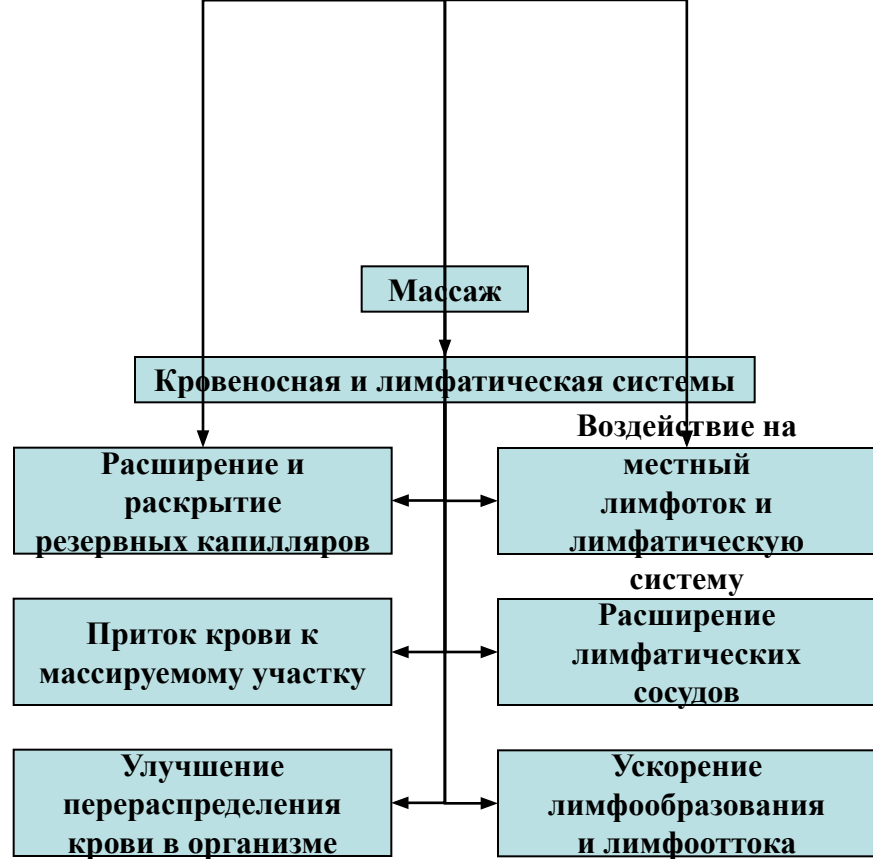 Массаж
Кровеносная и лимфатическая системы
Расширение и
раскрытие
резервных капилляров
Воздействие на
местный
лимфоток и
лимфатическую
систему
Приток крови к
массируемому участку
Расширение
лимфатических
сосудов
Улучшение
перераспределения
крови в организме
Ускорение
лимфообразования
и лимфооттока